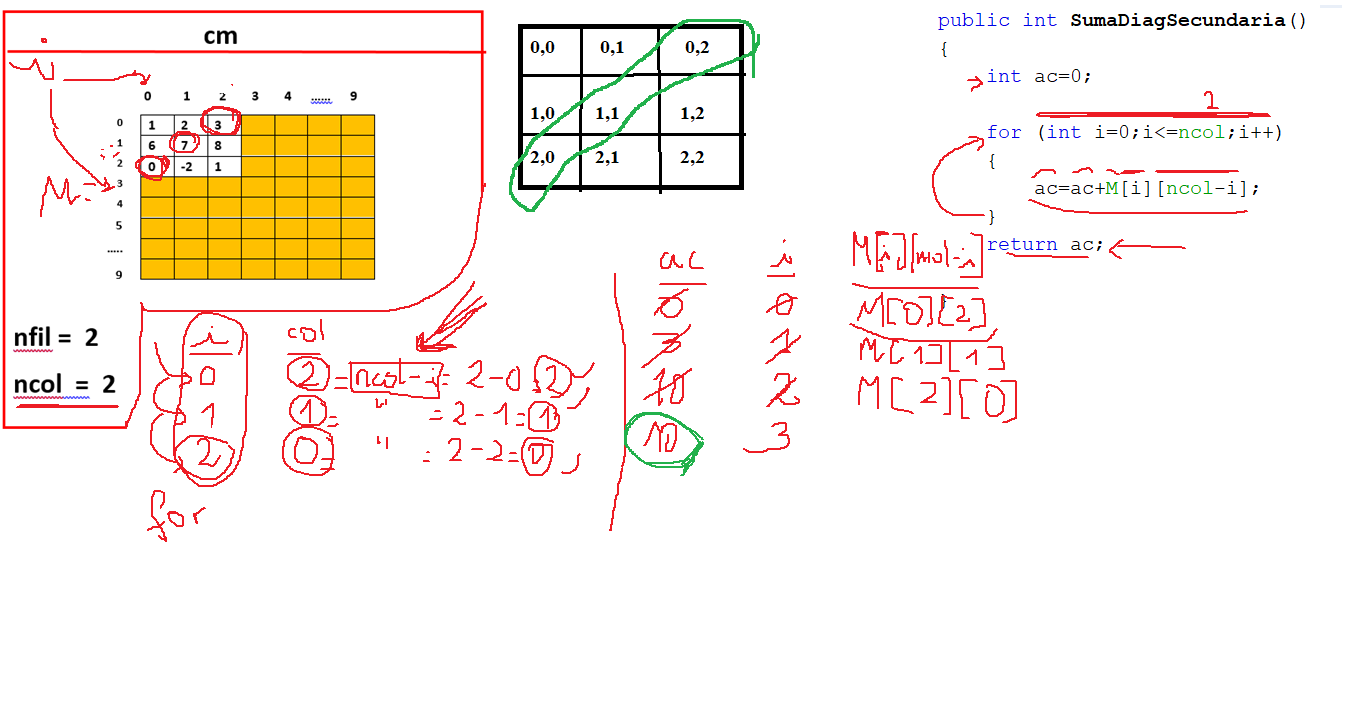 cm
0 1 2 3 4 ...... 9
0 1 2 3
1 6 7 8
2 0 -2 1
M= 3
4
5
.....
9
nfil = 2
ncol = 2
0,0 0,1 0,2
1,0 1,1 1,2
2,0 2,1 2,2
public int SumaDiagSecundaria()
{
int ac=0;
2
for (int i=0;i<=ncol;i++)
{
ac=ac+M[i][ncol-i];
}
return ac;
i col
0 2 = ncol-i = 2-0 2
1 1 = " = 2-1=1
2 0 = " = 2-2=0
for
ac i M[i][ncol-i]
0 0 M[0][2]
3 1 M[1][1]
10 2 M[2][0]
10 3